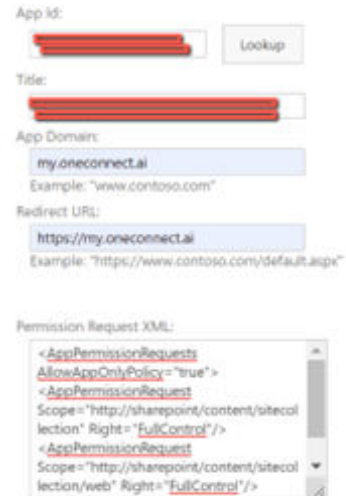 App Id:
Lookup
Title:
App Domain:
my.oneconnect.ai
Example: "www.contoso.com"
Redirect URL:
https://my.oneconnect.ai
Example: "https://www.contoso.com/default.aspx"
Permission Request XML:
<AppPermissionRequests
AllowAppOnlyPolicy="true">
<AppPermissionRequest
Scope="http://sharepoint/content/sitecol
lection" Right="FullControl"/>
<AppPermissionRequest
Scope="http://sharepoint/content/sitecol
lection/web" Right="FullControl"/>